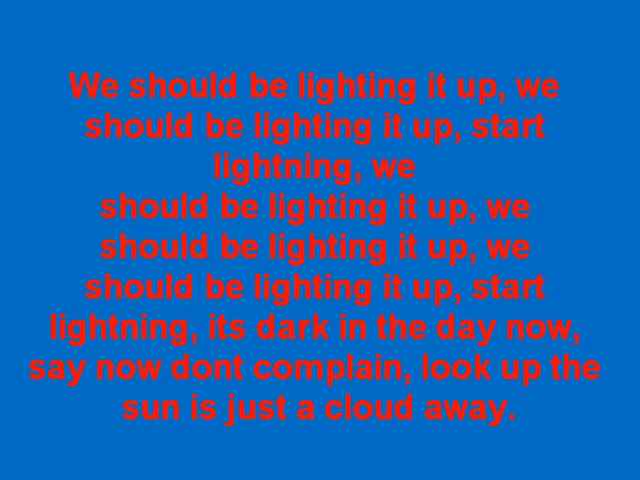 We should be lighting it up, we
should be lighting it up, start
lightning, we
should be lighting it up, we
should be lighting it up, we
should be lighting it up, start
lightning, its dark in the day now,
say now dont complain, look up the
sun is just a cloud away.